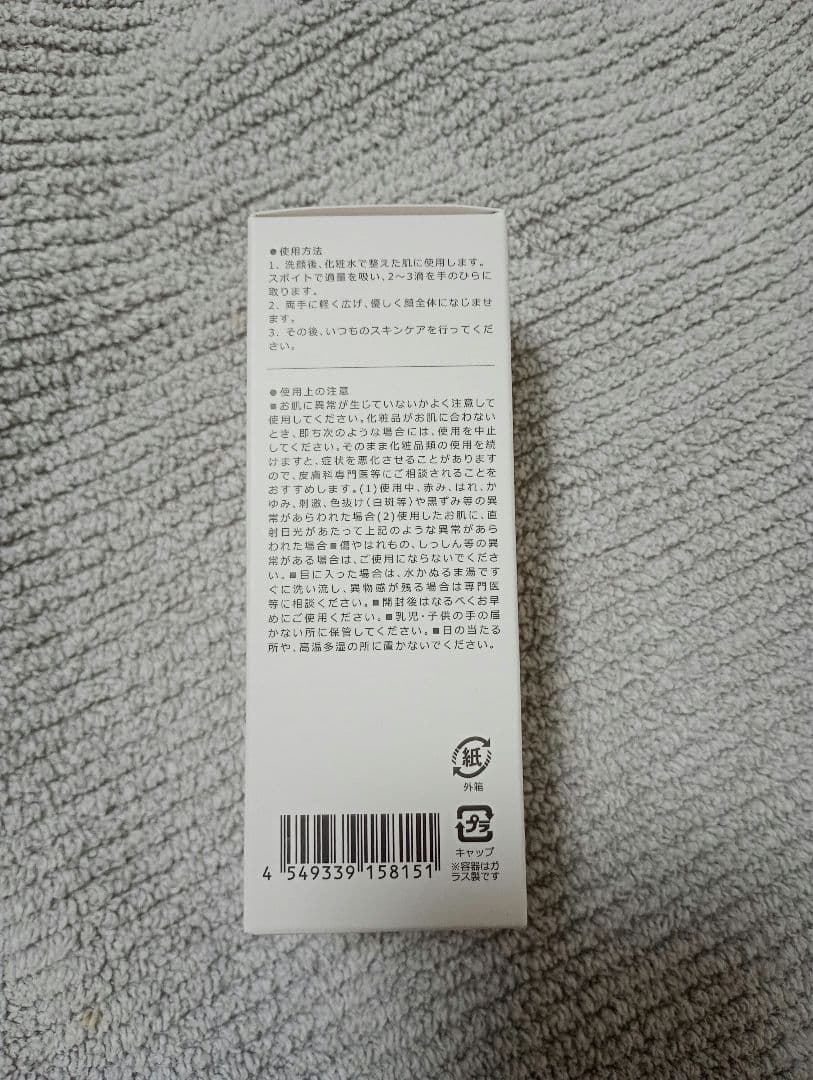 ●使用方法
1. 洗顔後、化粧水で整えた肌に使用します。
スポイトで適量を吸い、2〜3滴を手のひらに
取ります。
2. 両手に軽く広げ、優しく顔全体になじませ
ます。
3. その後、いつものスキンケアを行ってくだ
さい。
●使用上の注意
■お肌に異常が生じていないかよく注意して
使用してください。化粧品がお肌に合わない
とき、即ち次のような場合には、使用を中止
してください。そのまま化粧品類の使用を続
けますと、症状を悪化させることがあります
ので、皮膚科専門医等にご相談されることを
おすすめします。(1)使用中、赤み、はれ、か
ゆみ、刺激、色抜け(白斑等)や黒ずみ等の異
常があらわれた場合(2)使用したお肌に、直
射日光があたって上記のような異常があら
われた場合■傷やはれもの、しっしん等の異
常がある場合は、ご使用にならないでくださ
い。■目に入った場合は、水かぬるま湯です
ぐに洗い流し、異物感が残る場合は専門医
等に相談ください。■開封後はなるべくお早
めにご使用ください。■乳児・子供の手の届
かない所に保管してください。■日の当たる
所や、高温多湿の所に置かないでください。
紙
外箱
プラ
キャップ
※容器はガ
ラス製です
4 549339 158151